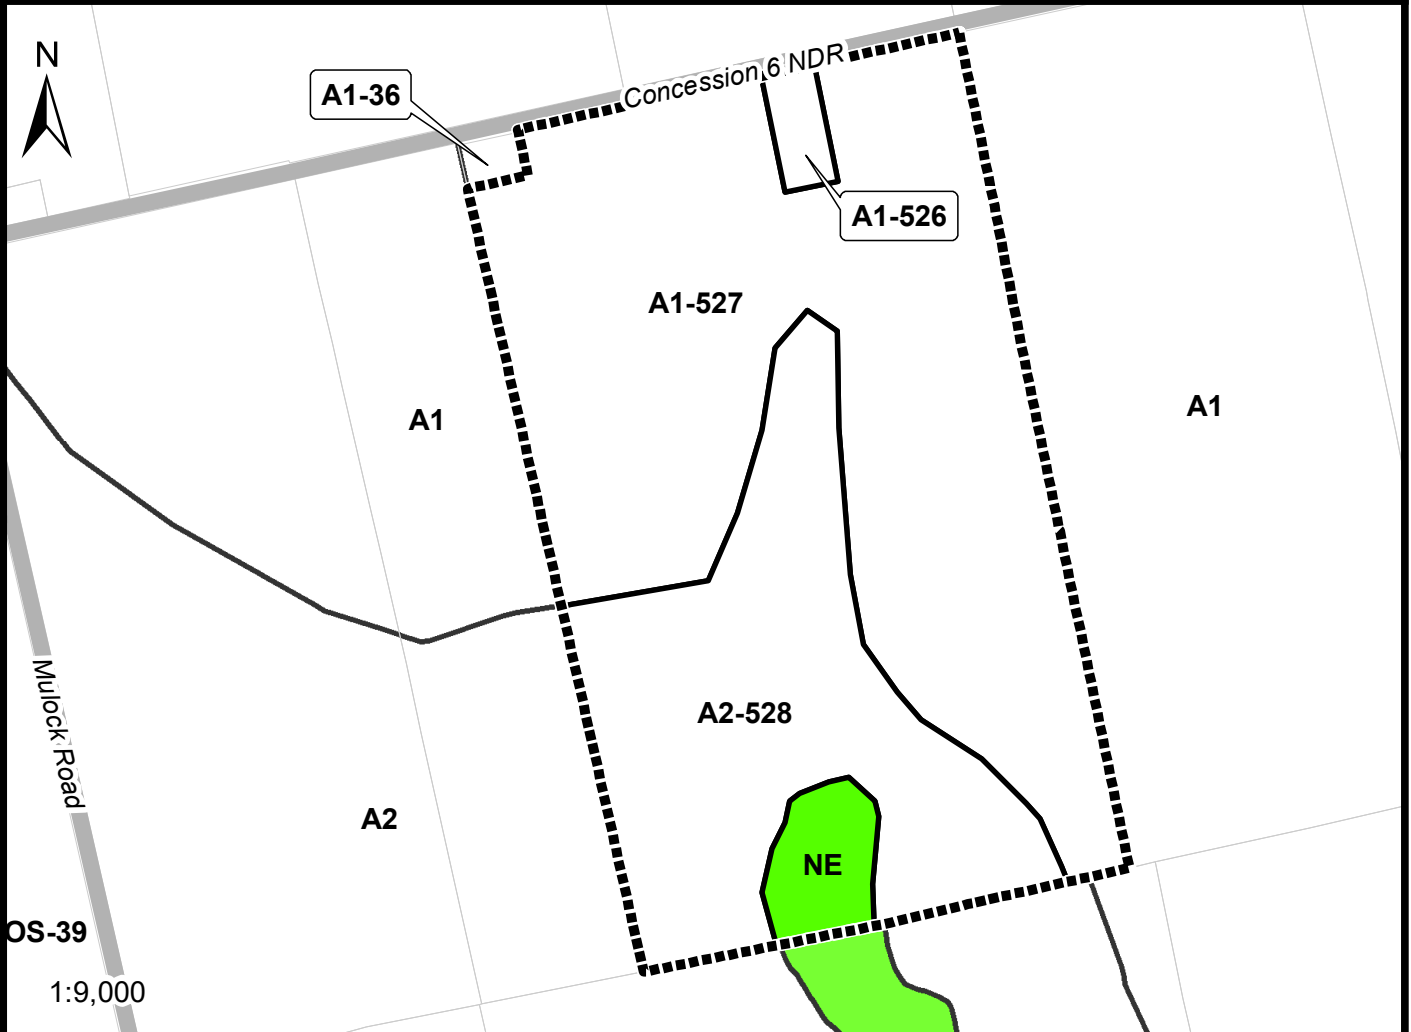 N
Concession 6 NDR
A1-36
A1-526
A1-527
A1
A1
A2-528
Mulock Road
A2
NE
OS-39
1:9,000